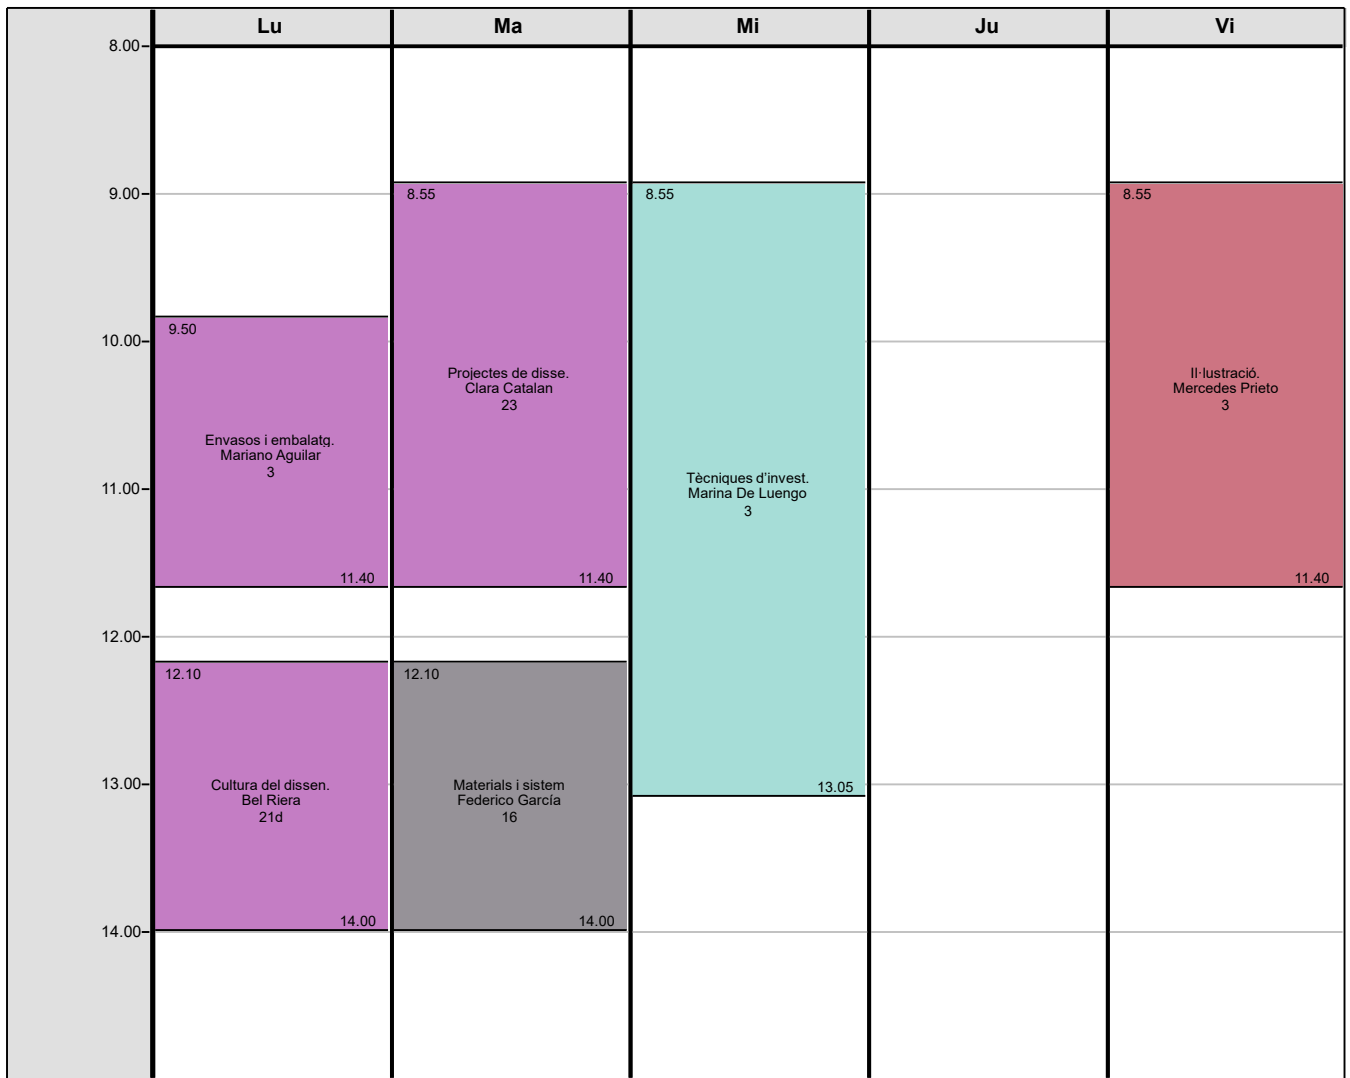 Lu
Ma
Mi
Ju
Vi
8.00
9.00
10.00
11.00
12.00
13.00
14.00
9.50
Envasos i embalatg.
Mariano Aguilar
3
11.40
12.10
Cultura del dissen.
Bel Riera
21d
14.00
8.55
Projectes de disse.
Clara Catalan
23
11.40
12.10
Materials i sistem
Federico García
16
14.00
8.55
Tècniques d'invest.
Marina De Luengo
3
13.05
8.55
Il·lustració.
Mercedes Prieto
3
11.40